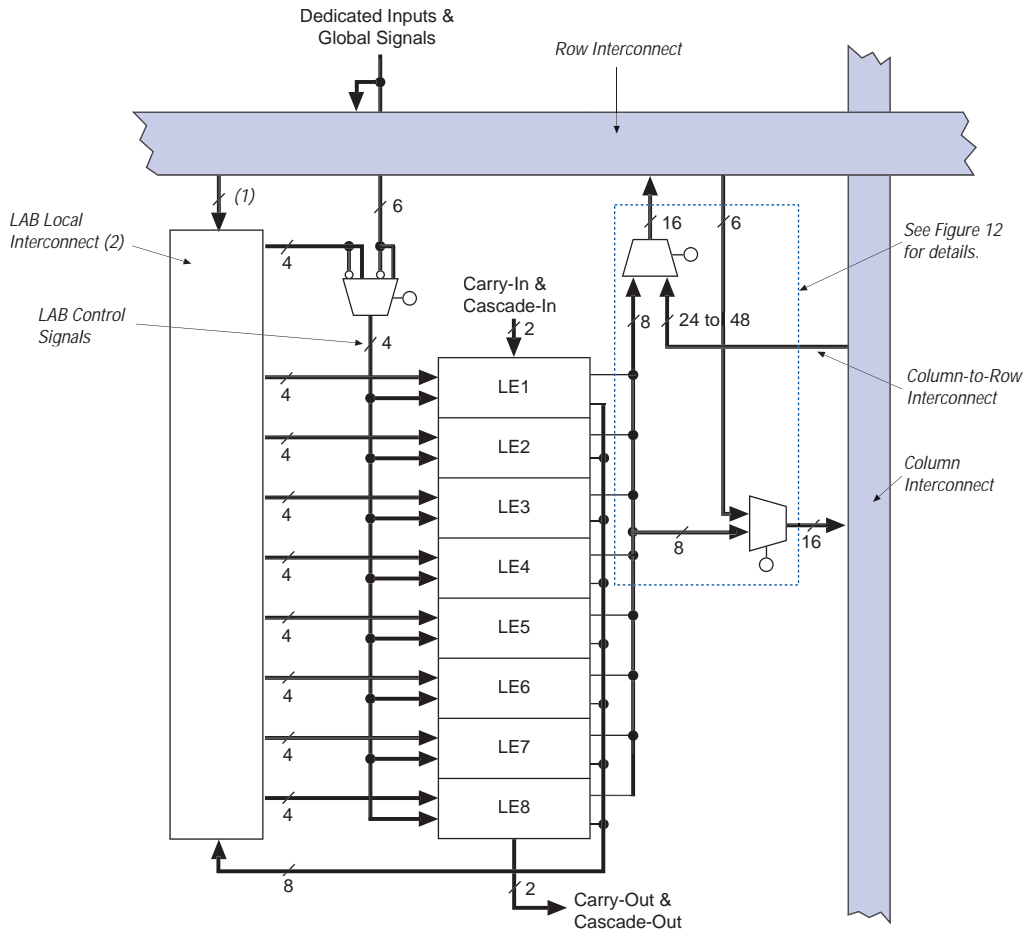 Dedicated Inputs &
Global Signals
Row Interconnect
(1)
6
16
6
LAB Local
Interconnect (2)
See Figure 12
for details.
4
Carry-In &
Cascade-In
LAB Control
Signals
4
2
8
24 to 48
Column-to-Row
Interconnect
4
LE1
4
LE2
Column
Interconnect
4
LE3
8
16
4
LE4
4
LE5
4
LE6
4
LE7
4
LE8
8
2
Carry-Out &
Cascade-Out